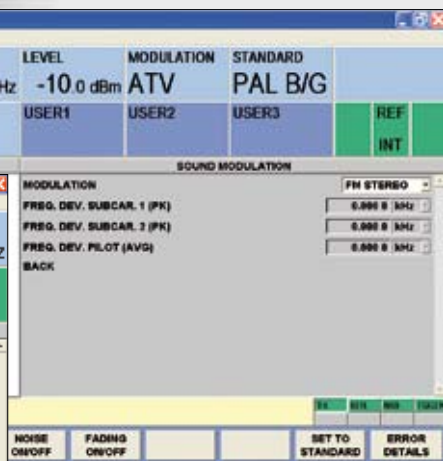 LEVEL MODULATION STANDARD
Hz -10.0 dBm ATV PAL B/G
USER1 USER2 USER3 REF
INT
SOUND MODULATION
MODULATION FM STEREO
FREQ. DEV. SUBCAR. 1 (PK) 0.000 0 kHz
FREQ. DEV. SUBCAR. 2 (PK) 0.000 0 kHz
FREQ. DEV. PILOT (AVG) 0.000 0 kHz
BACK
NOISE ON/OFF
FADING ON/OFF
SET TO STANDARD
ERROR DETAILS